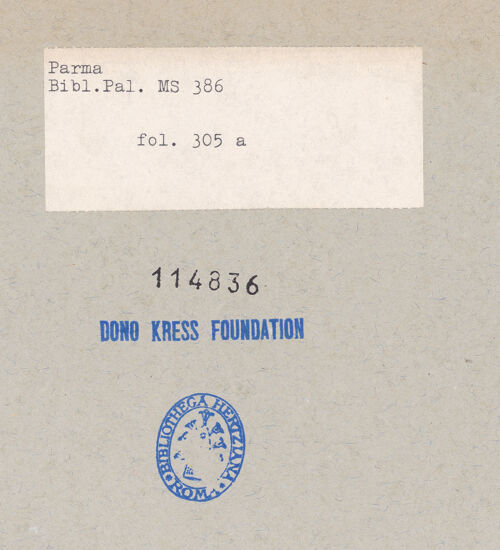 Parma
Bibl.Pal. MS 386
fol. 305 a
114836
DONO KRESS FOUNDATION
BIBLIOTHECA HERTZIANA
ROMA